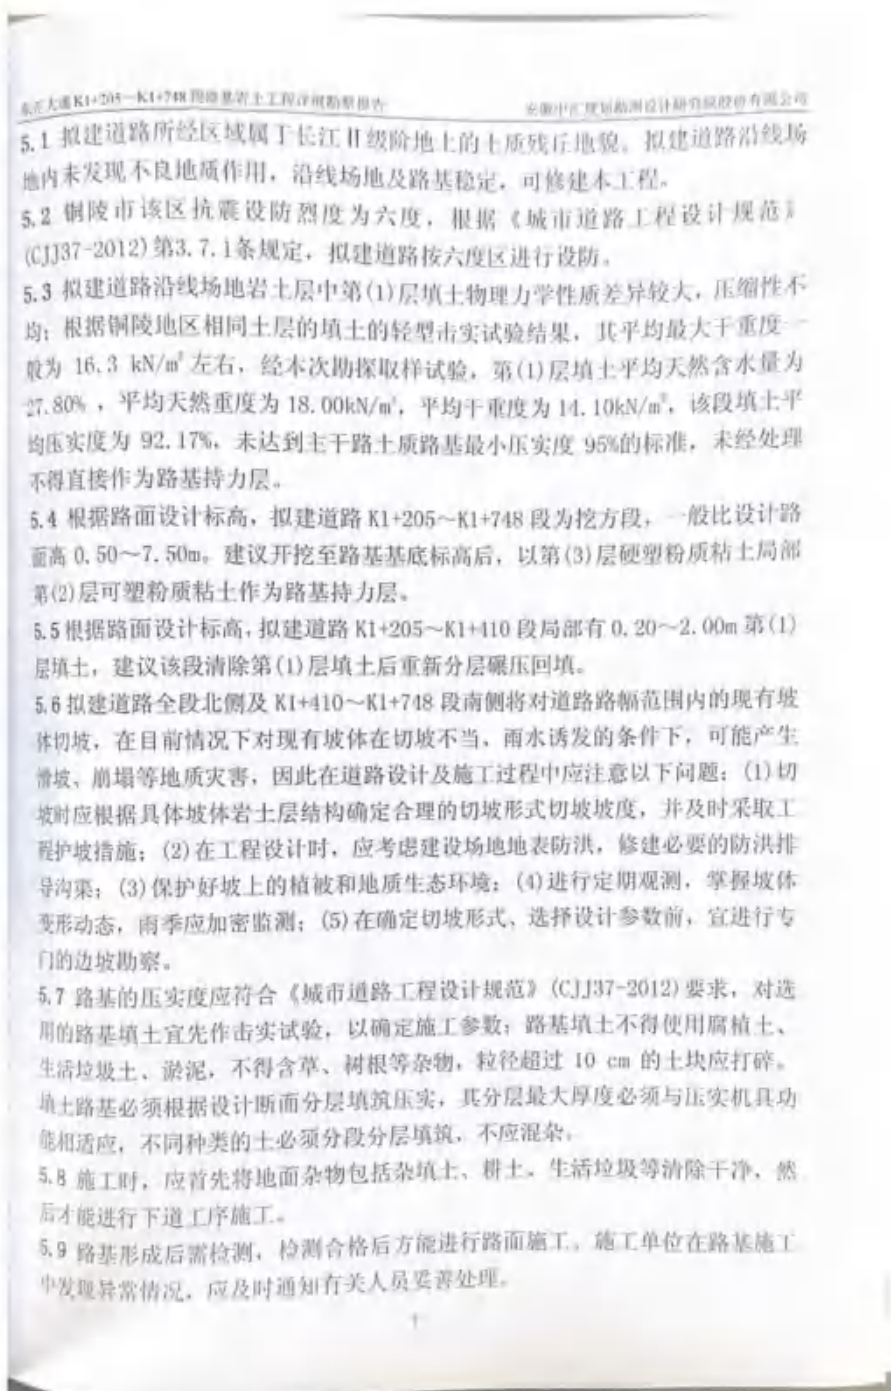 大道K1+205~K1+748段路基岩土工程详细勘察报告
安徽中汇规划勘测设计研究院股份有限公司
5.1 拟建道路所经区域属于长江Ⅱ级阶地上的土质残丘地貌。拟建道路沿线场
地内未发现不良地质作用，沿线场地及路基稳定，可修建本工程。
5.2 铜陵市该区抗震设防烈度为六度，根据《城市道路工程设计规范》
(CJJ37-2012)第3.7.1条规定，拟建道路按六度区进行设防。
5.3 拟建道路沿线场地岩土层中第(1)层填土物理力学性质差异较大，压缩性不
均；根据铜陵地区相同土层的填土的轻型击实试验结果，其平均最大干重度一
般为 16.3 kN/m³左右，经本次勘探取样试验，第(1)层填土平均天然含水量为
27.80%，平均天然重度为 18.00kN/m³，平均干重度为 14.10kN/m³，该段填土平
均压实度为 92.17%，未达到主干路土质路基最小压实度 95%的标准，未经处理
不得直接作为路基持力层。
5.4 根据路面设计标高，拟建道路 K1+205～K1+748 段为挖方段，一般比设计路
面高 0.50～7.50m。建议开挖至路基基底标高后，以第(3)层硬塑粉质粘土局部
第(2)层可塑粉质粘土作为路基持力层。
5.5 根据路面设计标高，拟建道路 K1+205～K1+410 段局部有 0.20～2.00m 第(1)
层填土，建议该段清除第(1)层填土后重新分层碾压回填。
5.6 拟建道路全段北侧及 K1+410～K1+748 段南侧将对道路路幅范围内的现有坡
体切坡，在目前情况下对现有坡体在切坡不当、雨水诱发的条件下，可能产生
滑坡、崩塌等地质灾害，因此在道路设计及施工过程中应注意以下问题：(1)切
坡时应根据具体坡体岩土层结构确定合理的切坡形式切坡坡度，并及时采取工
程护坡措施；(2)在工程设计时，应考虑建设场地地表防洪，修建必要的防洪排
导沟渠；(3)保护好坡上的植被和地质生态环境；(4)进行定期观测，掌握坡体
变形动态，雨季应加密监测；(5)在确定切坡形式、选择设计参数前，宜进行专
门的边坡勘察。
5.7 路基的压实度应符合《城市道路工程设计规范》(CJJ37-2012)要求，对选
用的路基填土宜先作击实试验，以确定施工参数；路基填土不得使用腐植土、
生活垃圾土、淤泥，不得含草、树根等杂物，粒径超过 10 cm 的土块应打碎。
填土路基必须根据设计断面分层填筑压实，其分层最大厚度必须与压实机具功
能相适应，不同种类的土必须分段分层填筑，不应混杂。
5.8 施工时，应首先将地面杂物包括杂填土、耕土、生活垃圾等清除干净，然
后才能进行下道工序施工。
5.9 路基形成后需检测，检测合格后方能进行路面施工。施工单位在路基施工
中发现异常情况，应及时通知有关人员妥善处理。